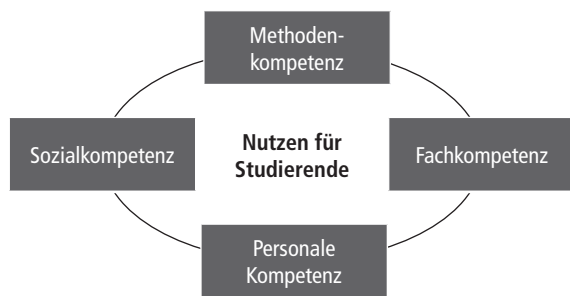 Methoden-
kompetenz
Sozialkompetenz
Nutzen für
Studierende
Fachkompetenz
Personale
Kompetenz